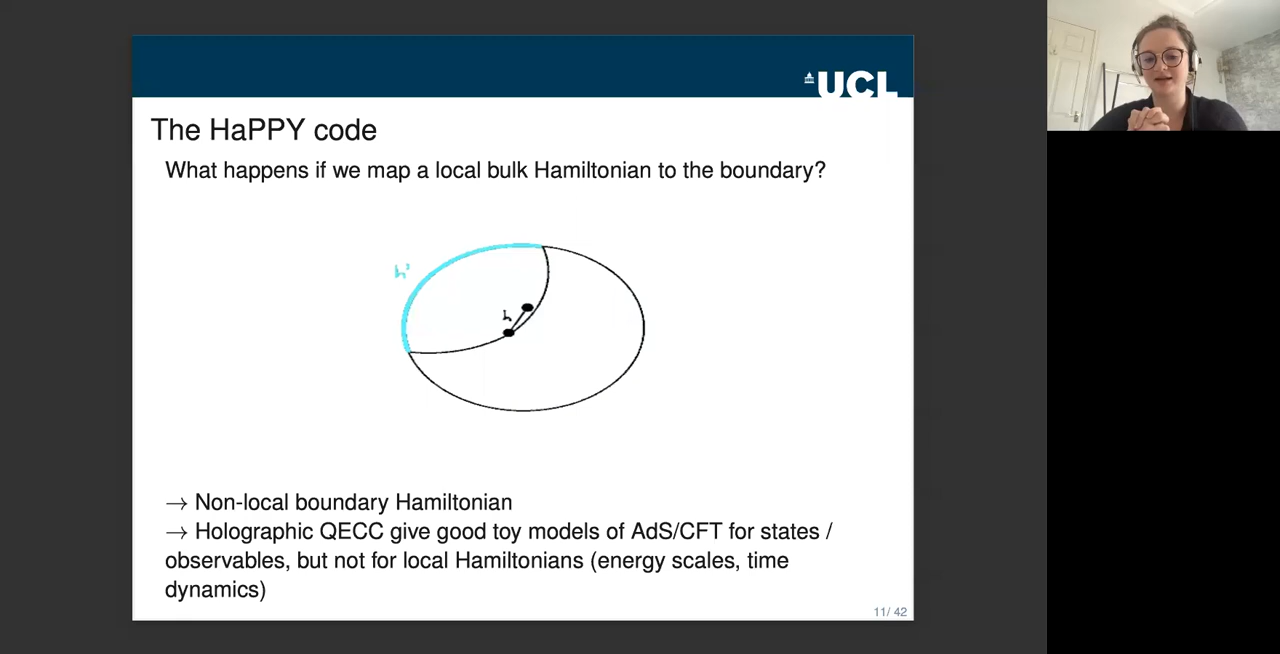 UCL
The HaPPY code
What happens if we map a local bulk Hamiltonian to the boundary?
h'
h
→ Non-local boundary Hamiltonian
→ Holographic QECC give good toy models of AdS/CFT for states /
observables, but not for local Hamiltonians (energy scales, time
dynamics)
11/ 42